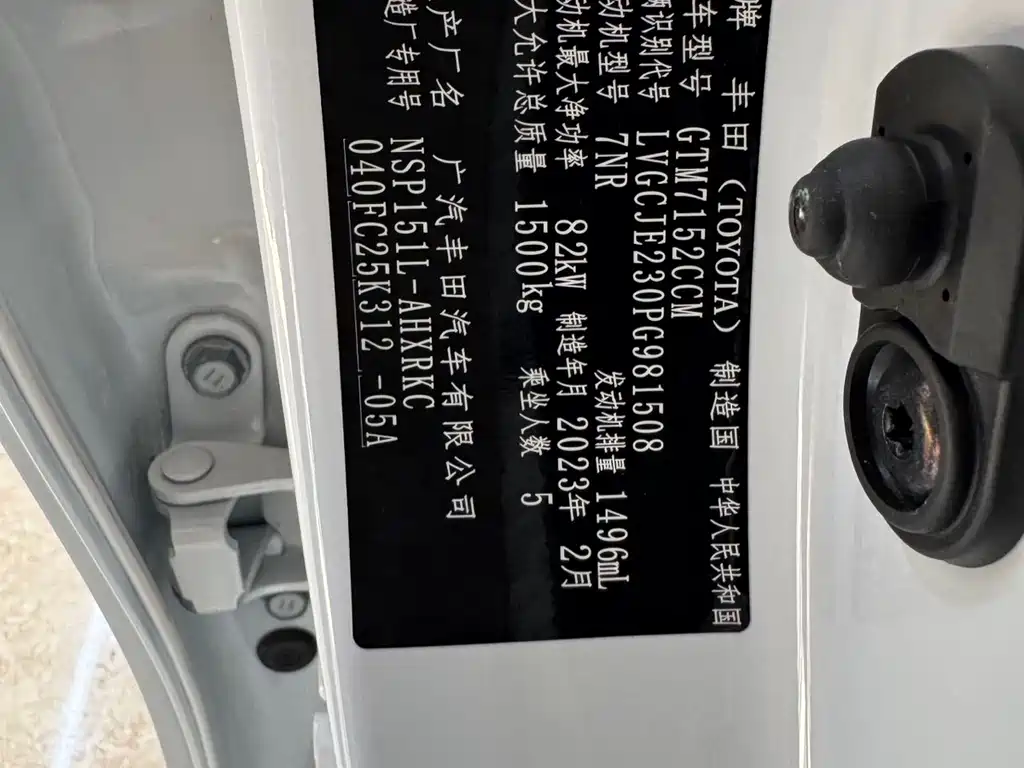 牌 丰田（TOYOTA） 制造国 中华人民共和国
车型号 GTM7152CCM
辆识别代号 LVGCJE230PG981508
动机型号 7NR 发动机排量 1496mL
动机最大净功率 82kW 制造年月 2023年 2月
大允许总质量 1500kg 乘坐人数 5
产厂名 广汽丰田汽车有限公司
造厂专用号 NSP151L-AHXRKC
040FC25K312 -05A